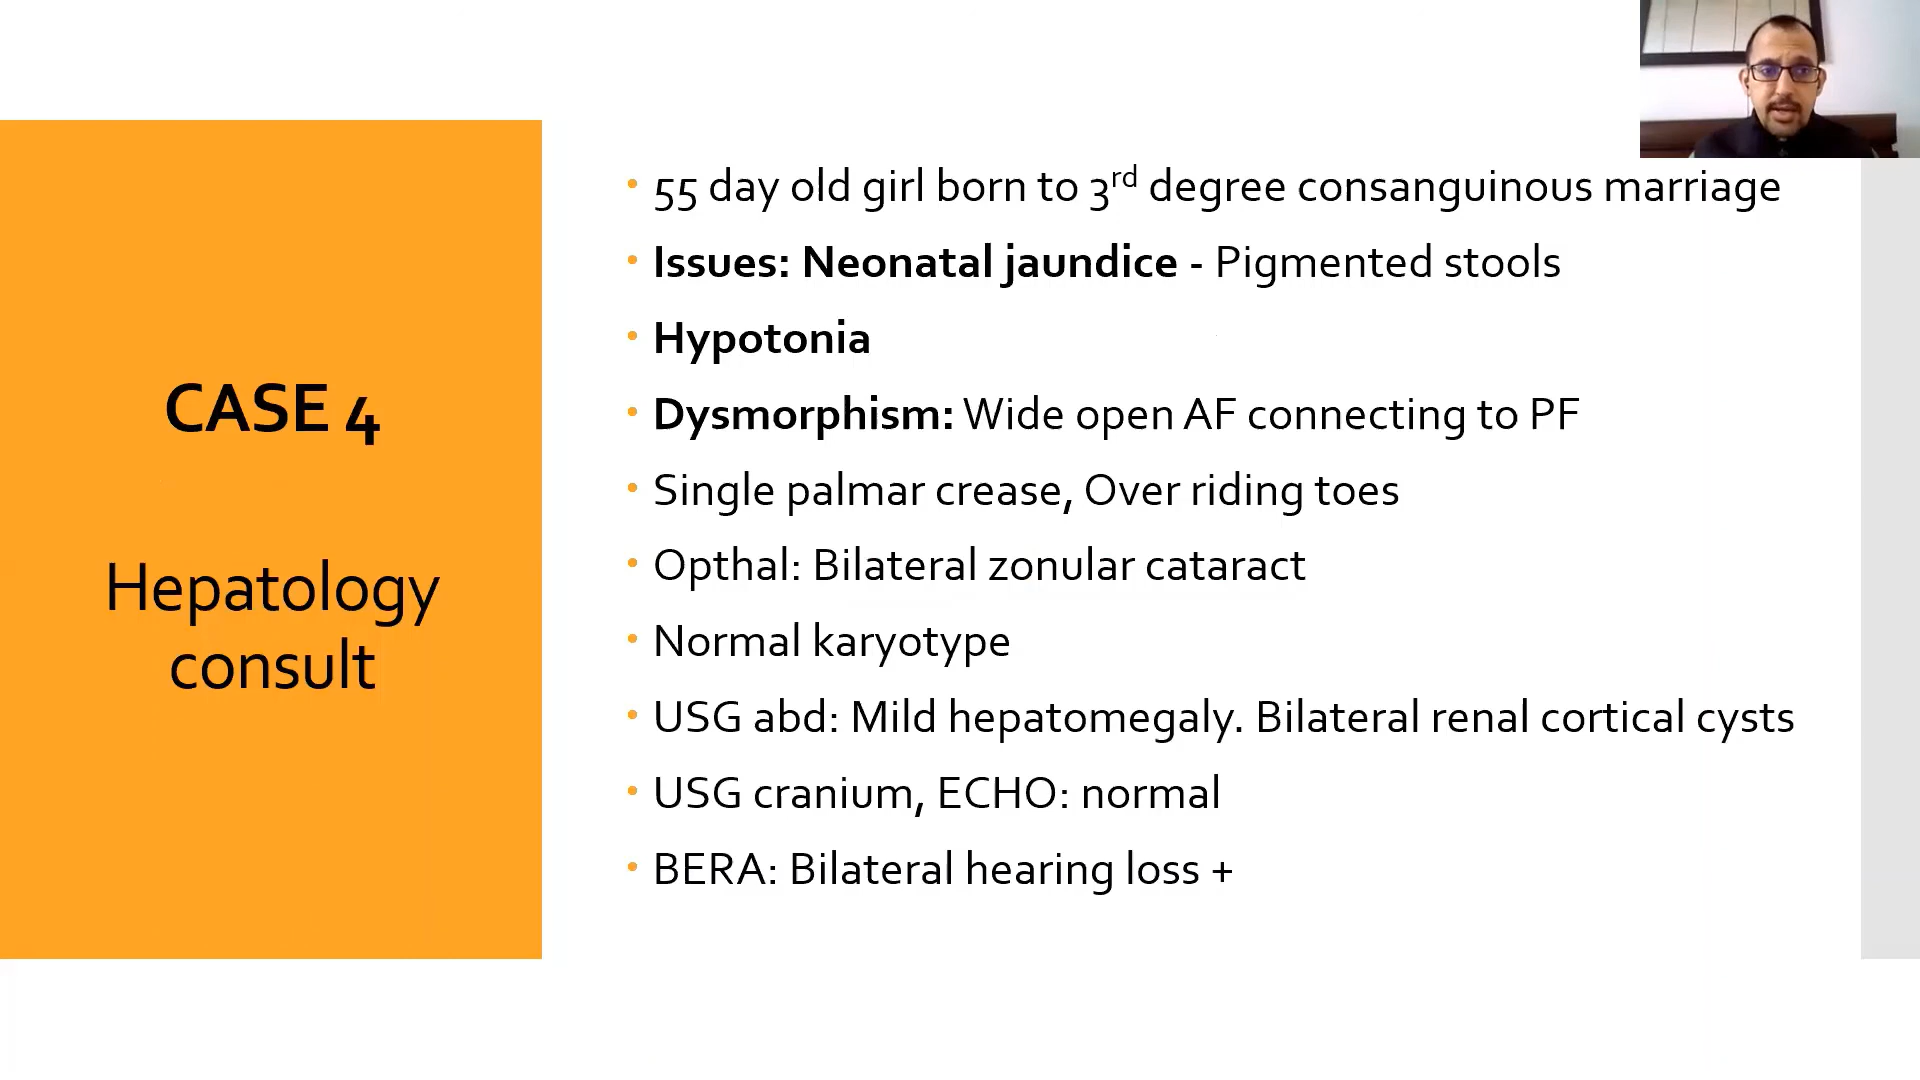 CASE 4
Hepatology
consult
55 day old girl born to 3rd degree consanguinous marriage
Issues: Neonatal jaundice - Pigmented stools
Hypotonia
Dysmorphism: Wide open AF connecting to PF
Single palmar crease, Over riding toes
Opthal: Bilateral zonular cataract
Normal karyotype
USG abd: Mild hepatomegaly. Bilateral renal cortical cysts
USG cranium, ECHO: normal
BERA: Bilateral hearing loss +